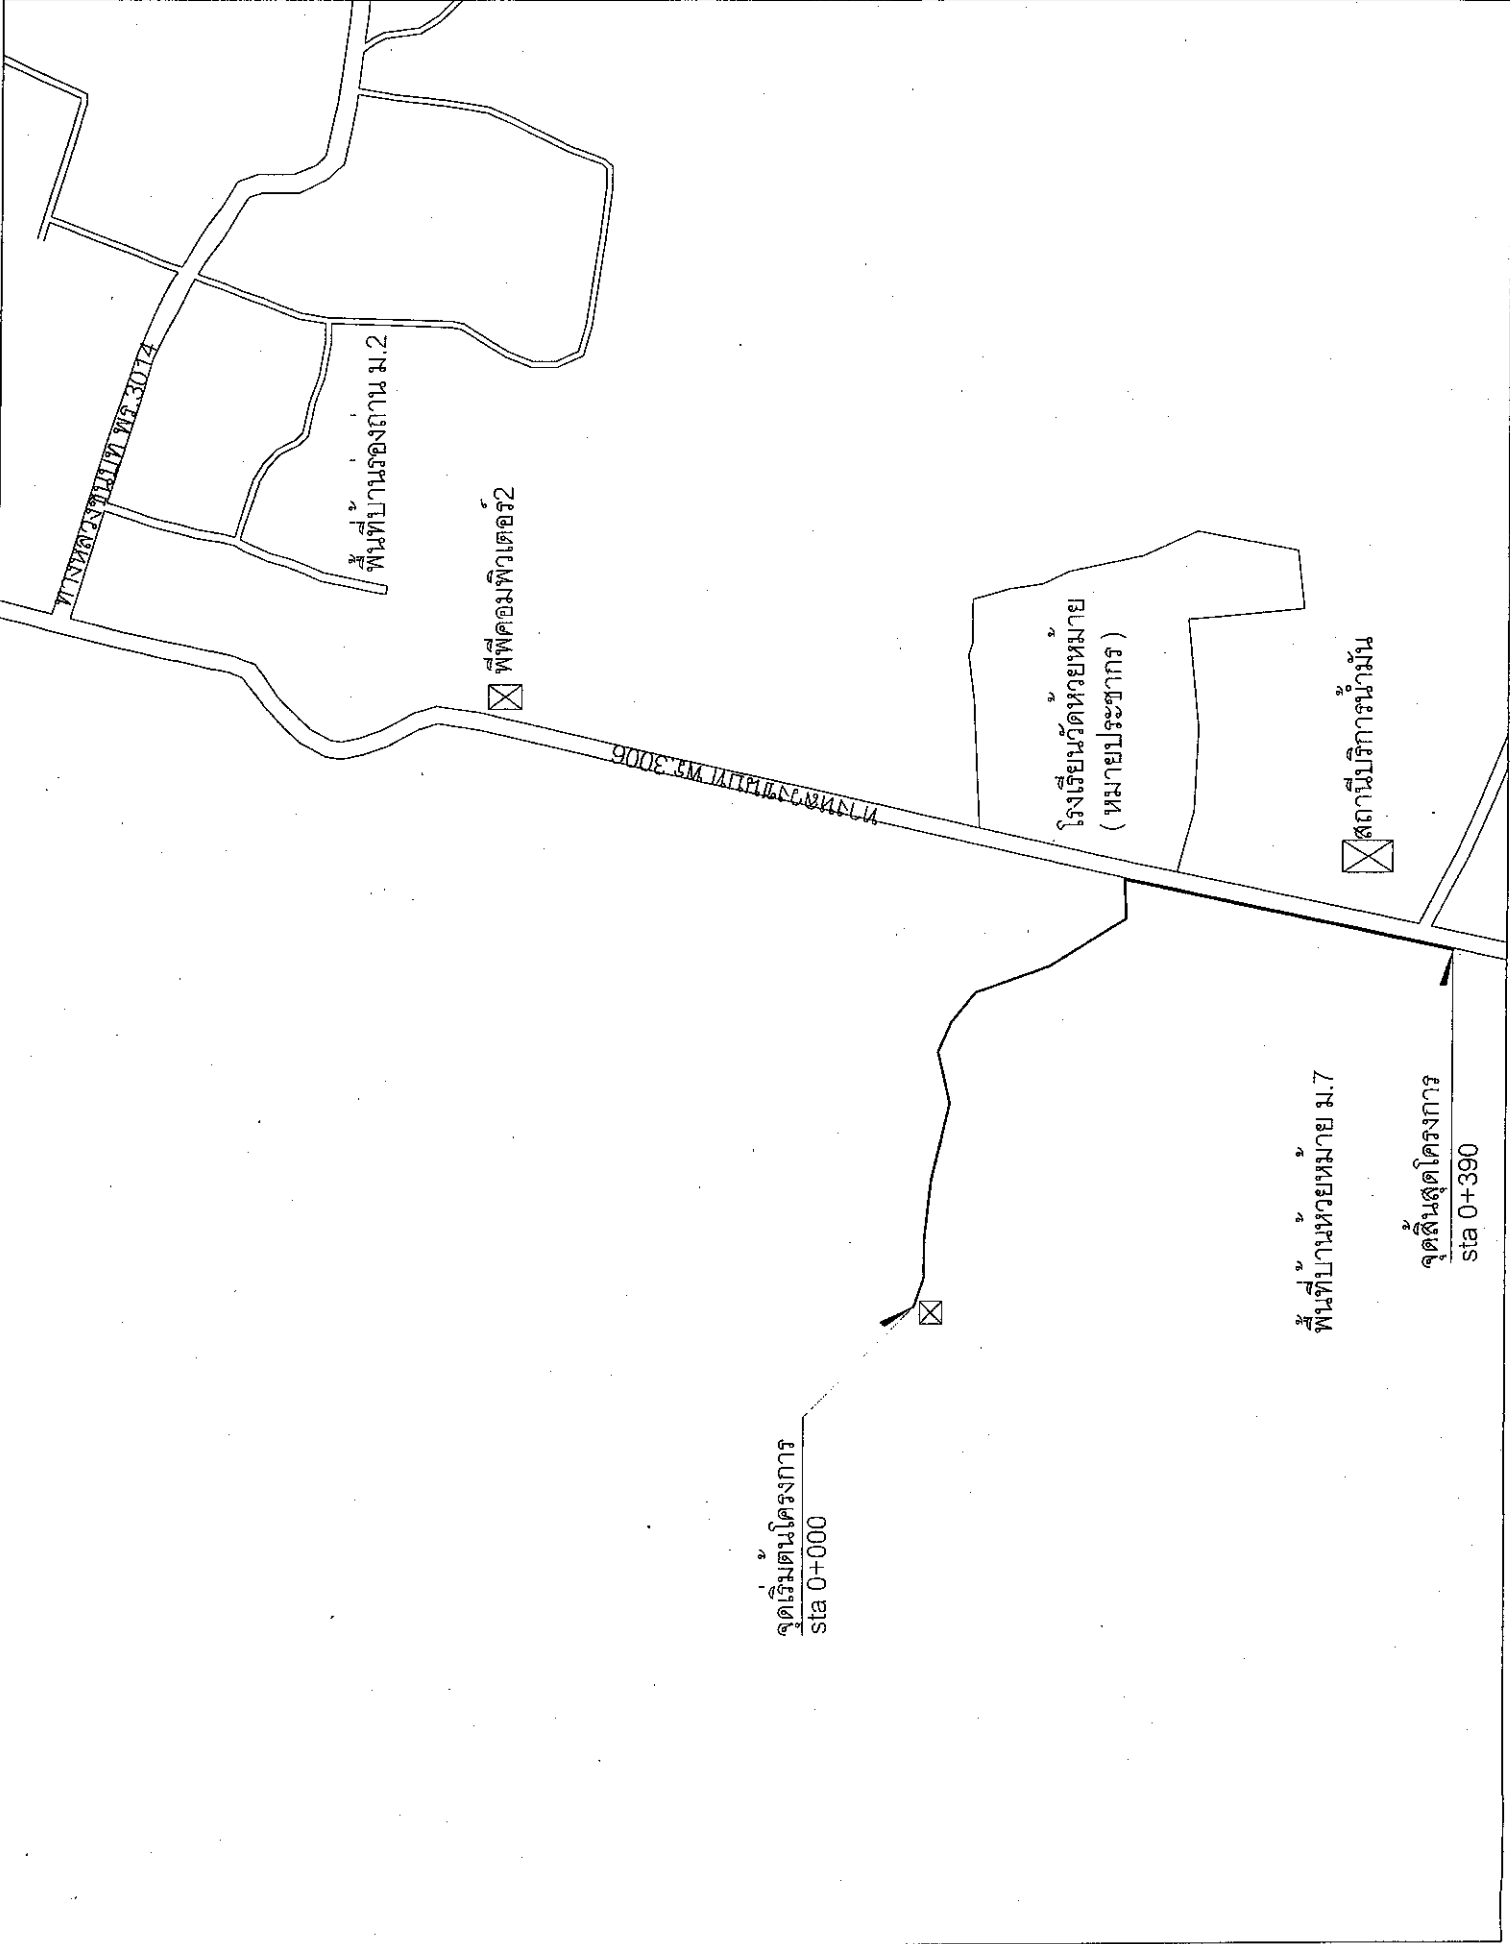 ทางหลวงชนบท พร.3014
พื้นที่บ้านร่องถ่าน ม.2
พีพีคอมพิวเตอร์2
ทางหลวงชนบท พร.3006
โรงเรียนวัดห้วยหม้าย
( หมายประชากร )
สถานีบริการน้ำมัน
จุดเริ่มต้นโครงการ
sta 0+000
พื้นที่บ้านห้วยหม้าย ม.7
จุดสิ้นสุดโครงการ
sta 0+390